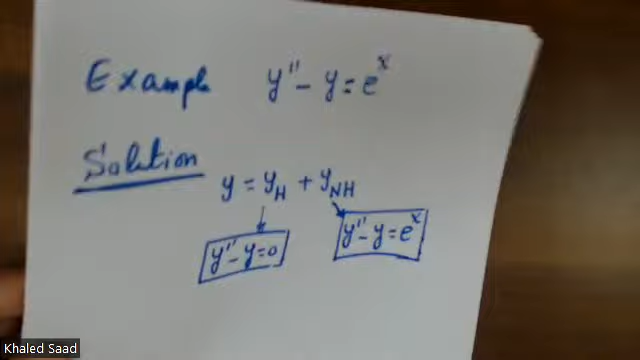 Example y'' - y = e^x
Solution
y = y_H + y_NH
y'' - y = 0 y'' - y = e^x
Khaled Saad